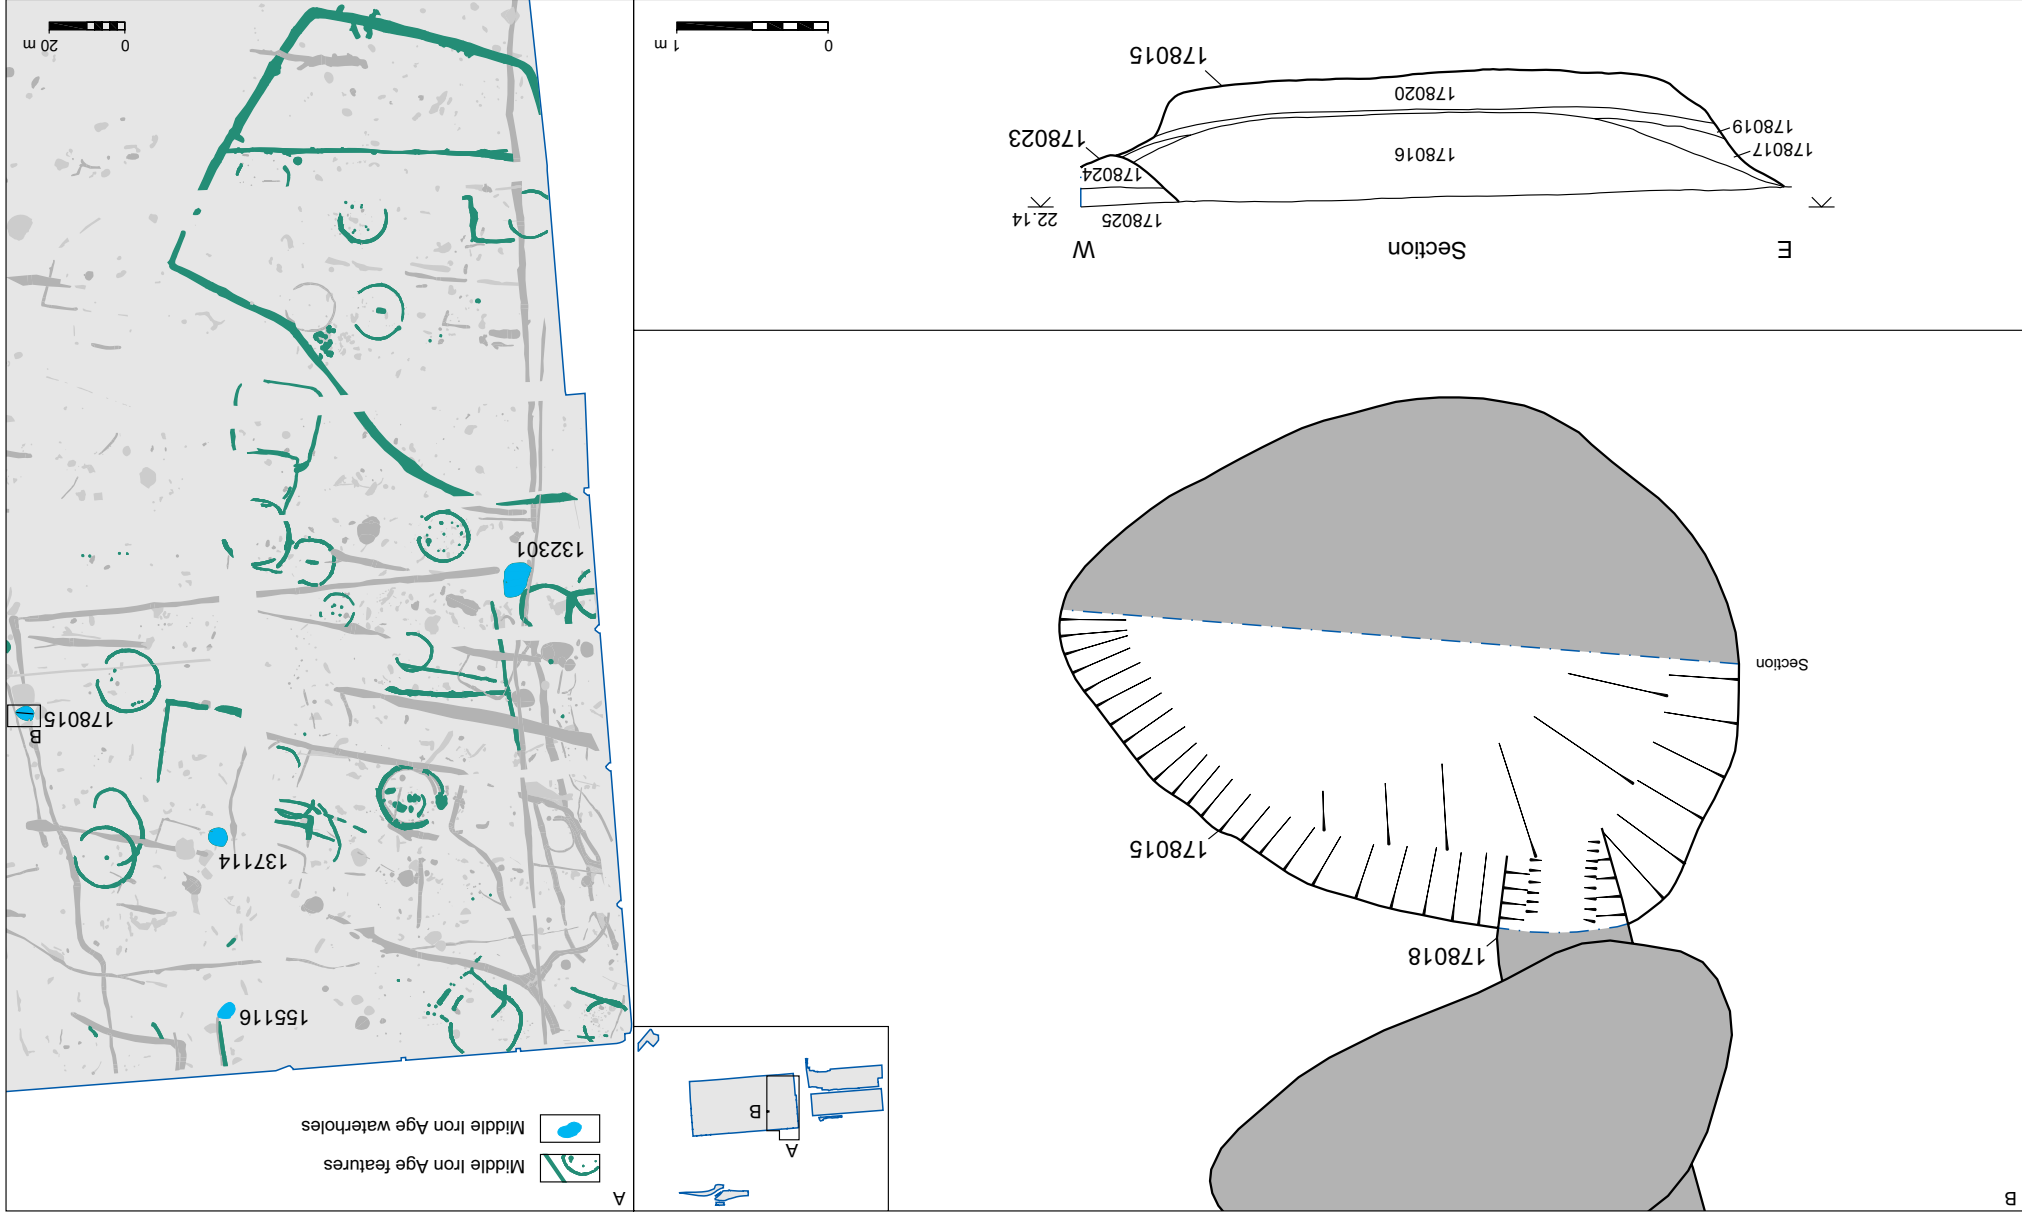 B
178018
178015
Section
A
B
A
Middle Iron Age features
Middle Iron Age waterholes
155116
137114
B
178015
132301
0 20 m
E Section W
22.14
178025
178024
178023
178016
178017
178019
178020
178015
0 1 m